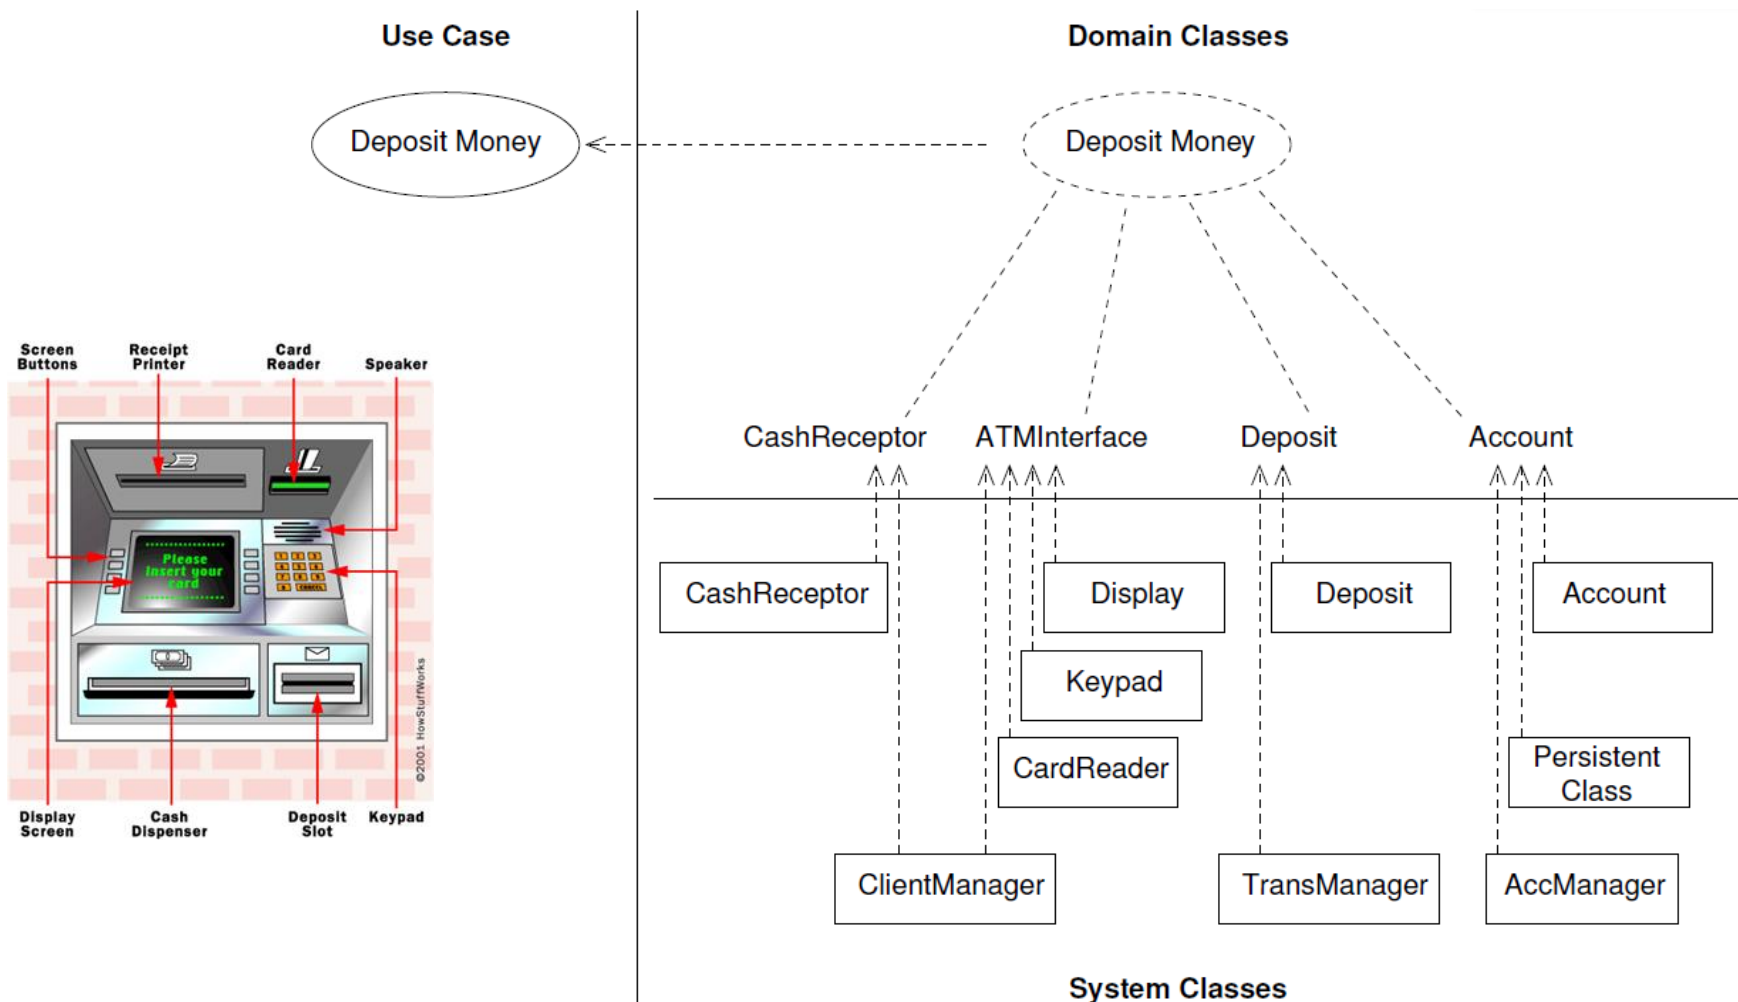 Use Case
Domain Classes
Deposit Money
Deposit Money
Screen
Buttons
Receipt
Printer
Card
Reader
Speaker
Please
Insert your
card
CANCEL
©2001 HowStuffWorks
Display
Screen
Cash
Dispenser
Deposit
Slot
Keypad
CashReceptor
ATMInterface
Deposit
Account
CashReceptor
Display
Deposit
Account
Keypad
CardReader
Persistent
Class
ClientManager
TransManager
AccManager
System Classes